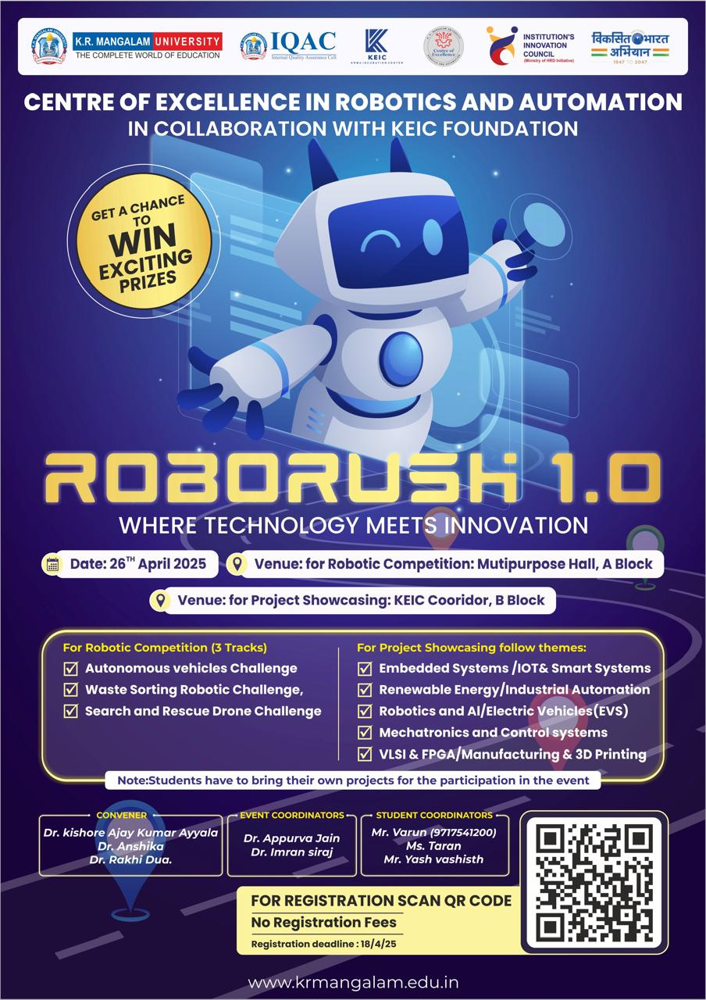 K.R. MANGALAM UNIVERSITY
THE COMPLETE WORLD OF EDUCATION
IQAC
Internal Quality Assurance Cell
KEIC
KRMU INCUBATION CENTER
Centre of
Excellence
INSTITUTION'S
INNOVATION
COUNCIL
(Ministry of HRD Initiative)
विकसित भारत
अभियान
1947 TO 2047
CENTRE OF EXCELLENCE IN ROBOTICS AND AUTOMATION
IN COLLABORATION WITH KEIC FOUNDATION
GET A CHANCE
TO
WIN
EXCITING
PRIZES
ROBORUSH 1.0
WHERE TECHNOLOGY MEETS INNOVATION
Date: 26TH April 2025
Venue: for Robotic Competition: Mutipurpose Hall, A Block
Venue: for Project Showcasing: KEIC Cooridor, B Block
For Robotic Competition (3 Tracks)
Autonomous vehicles Challenge
Waste Sorting Robotic Challenge,
Search and Rescue Drone Challenge
For Project Showcasing follow themes:
Embedded Systems /IOT& Smart Systems
Renewable Energy/Industrial Automation
Robotics and AI/Electric Vehicles(EVS)
Mechatronics and Control systems
VLSI & FPGA/Manufacturing & 3D Printing
Note:Students have to bring their own projects for the participation in the event
CONVENER
Dr. kishore Ajay Kumar Ayyala
Dr. Anshika
Dr. Rakhi Dua.
EVENT COORDINATORS
Dr. Appurva Jain
Dr. Imran siraj
STUDENT COORDINATORS
Mr. Varun (9717541200)
Ms. Taran
Mr. Yash vashisth
FOR REGISTRATION SCAN QR CODE
No Registration Fees
Registration deadline : 18/4/25
www.krmangalam.edu.in